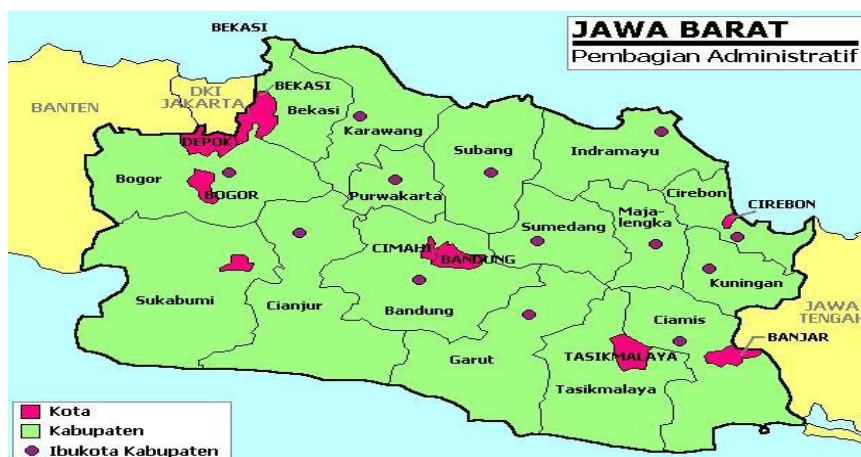 BEKASI
JAWA BARAT
Pembagian Administratif
DKI
JAKARTA
BANTEN
BEKASI
Bekasi
Karawang
DEPOK
Subang
Indramayu
Bogor
BOGOR
Purwakarta
Cirebon
CIREBON
Maja-
lengka
Sumedang
CIMAHI
BANDUNG
Kuningan
Sukabumi
Cianjur
Bandung
JAWA
TENGAH
Ciamis
BANJAR
Garut
TASIKMALAYA
Tasikmalaya
Kota
Kabupaten
Ibukota Kabupaten